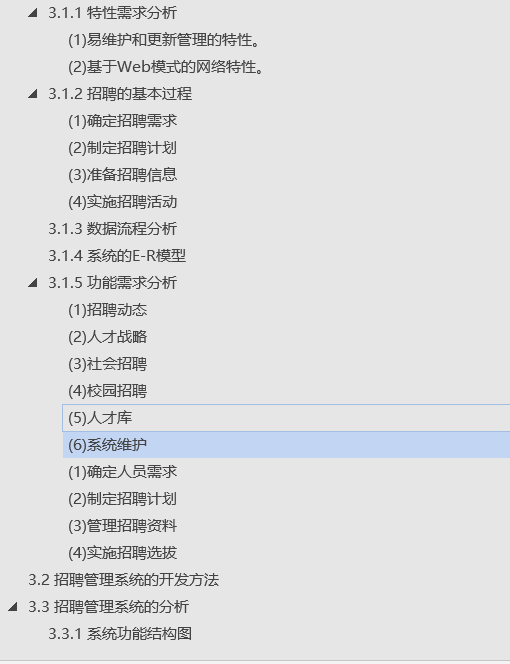 3.1.1 特性需求分析
(1)易维护和更新管理的特性。
(2)基于Web模式的网络特性。
3.1.2 招聘的基本过程
(1)确定招聘需求
(2)制定招聘计划
(3)准备招聘信息
(4)实施招聘活动
3.1.3 数据流程分析
3.1.4 系统的E-R模型
3.1.5 功能需求分析
(1)招聘动态
(2)人才战略
(3)社会招聘
(4)校园招聘
(5)人才库
(6)系统维护
(1)确定人员需求
(2)制定招聘计划
(3)管理招聘资料
(4)实施招聘选拔
3.2 招聘管理系统的开发方法
3.3 招聘管理系统的分析
3.3.1 系统功能结构图